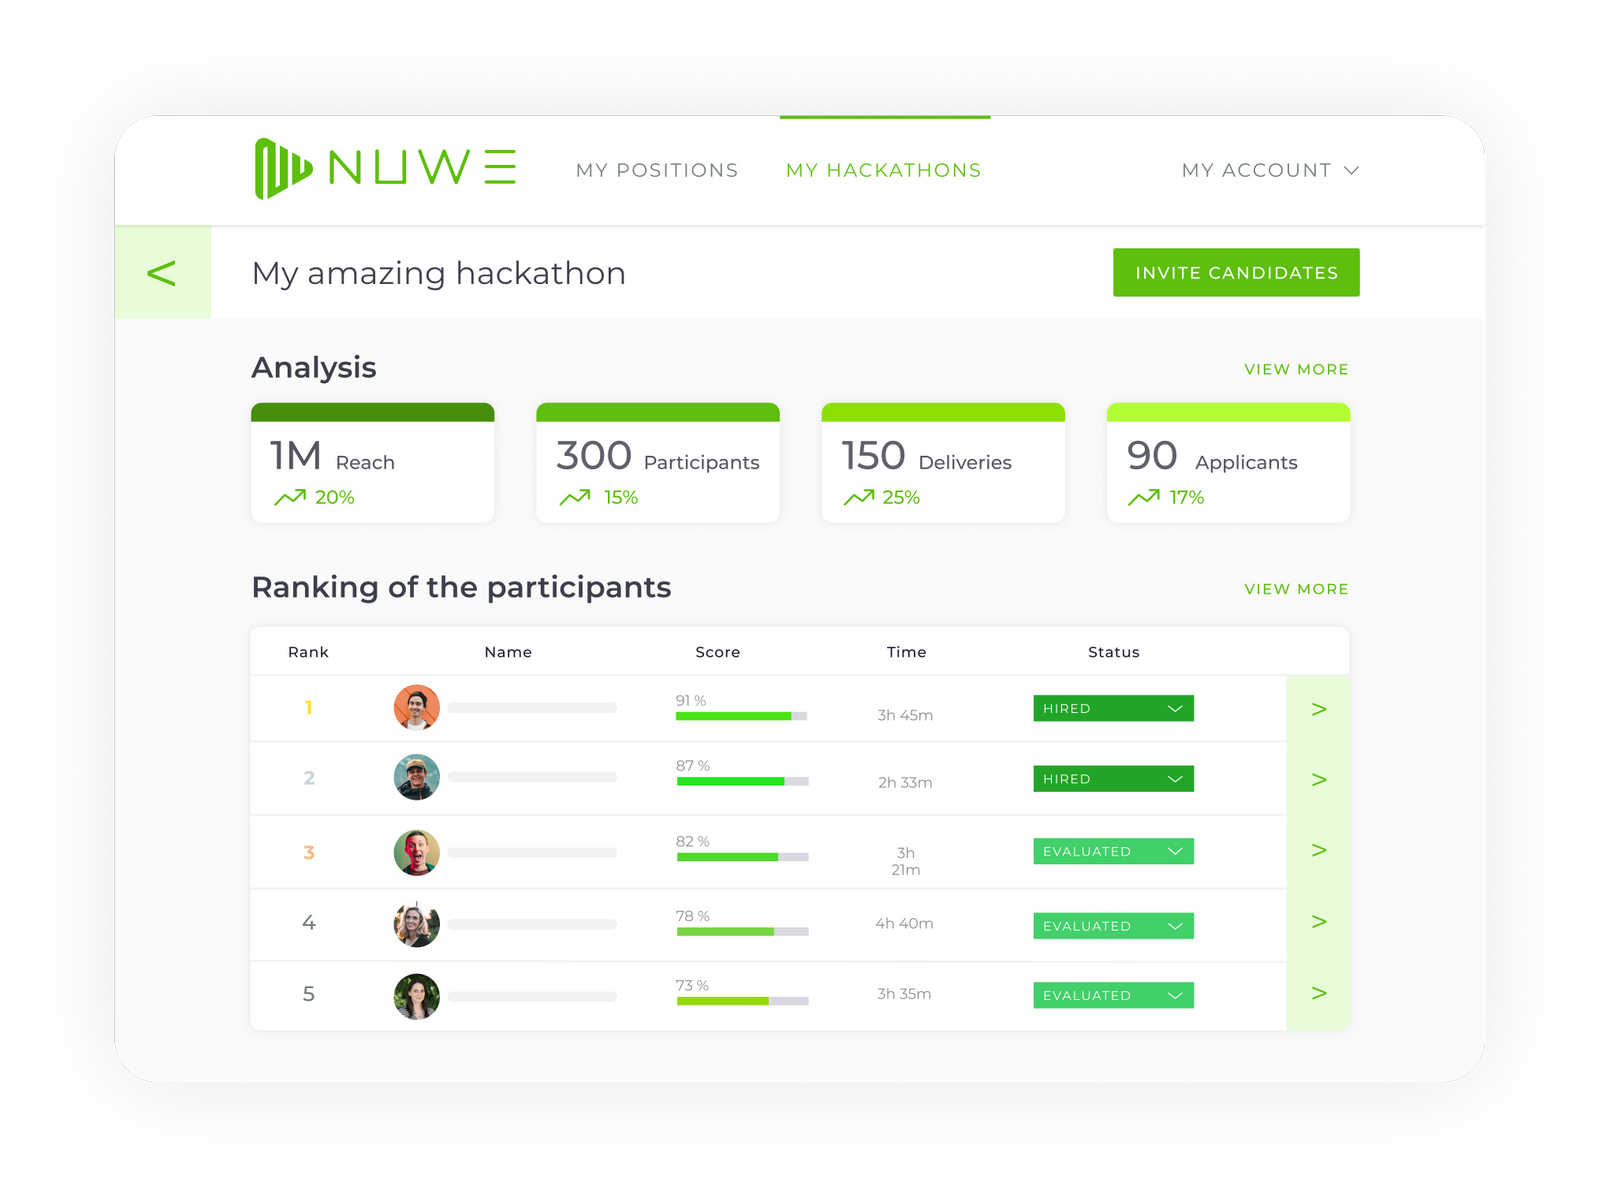 NUWE
MY POSITIONS
MY HACKATHONS
MY ACCOUNT
<
My amazing hackathon
INVITE CANDIDATES
Analysis
VIEW MORE
1M Reach
20%
300 Participants
15%
150 Deliveries
25%
90 Applicants
17%
Ranking of the participants
VIEW MORE
Rank Name Score Time Status
1 91 % 3h 45m HIRED >
2 87 % 2h 33m HIRED >
3 82 % 3h EVALUATED >
21m
4 78 % 4h 40m EVALUATED >
5 73 % 3h 35m EVALUATED >